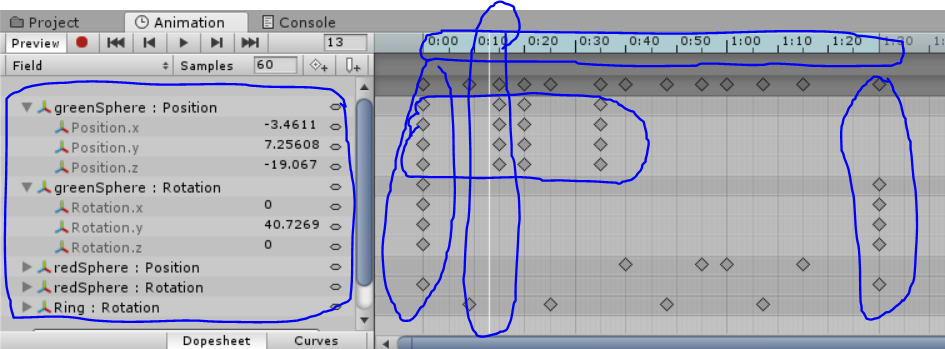 Project Animation Console
Preview 13 0:00 0:10 0:20 0:30 0:40 0:50 1:00 1:10 1:20 1:30
Field Samples 60
greenSphere : Position
Position.x -3.4611
Position.y 7.25608
Position.z -19.067
greenSphere : Rotation
Rotation.x 0
Rotation.y 40.7269
Rotation.z 0
redSphere : Position
redSphere : Rotation
Ring : Rotation
Dopesheet Curves